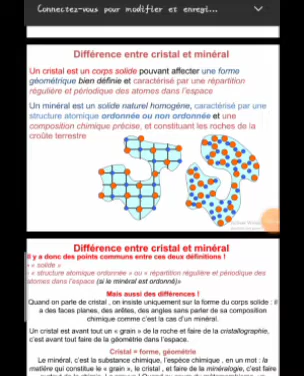 Connectez-vous pour modifier et enregi...
Différence entre cristal et minéral
Un cristal est un corps solide pouvant affecter une forme
géométrique bien définie et caractérisé par une répartition
régulière et périodique des atomes dans l'espace
Un minéral est un solide naturel homogène, caractérisé par une
structure atomique ordonnée ou non ordonnée et une
composition chimique précise, et constituant les roches de la
croûte terrestre
Différence entre cristal et minéral
Il y a donc des points communs entre ces deux définitions !
« solide »
« structure atomique ordonnée » ou « répartition régulière et périodique des
atomes dans l'espace (si le minéral est ordonné)»
Mais aussi des différences !
Quand on parle de cristal, on insiste uniquement sur la forme du corps solide : il
a des faces planes, des arêtes, des angles sans parler de sa composition
chimique comme c'est le cas d'un minéral.
Un cristal est avant tout un « grain » de la roche et faire de la cristallographie,
c'est avant tout faire de la géométrie dans l'espace.
Cristal = forme, géométrie
Le minéral, c'est la substance chimique, l'espèce chimique, en un mot : la
matière qui constitue le « grain », le cristal , et faire de la minéralogie, c'est faire